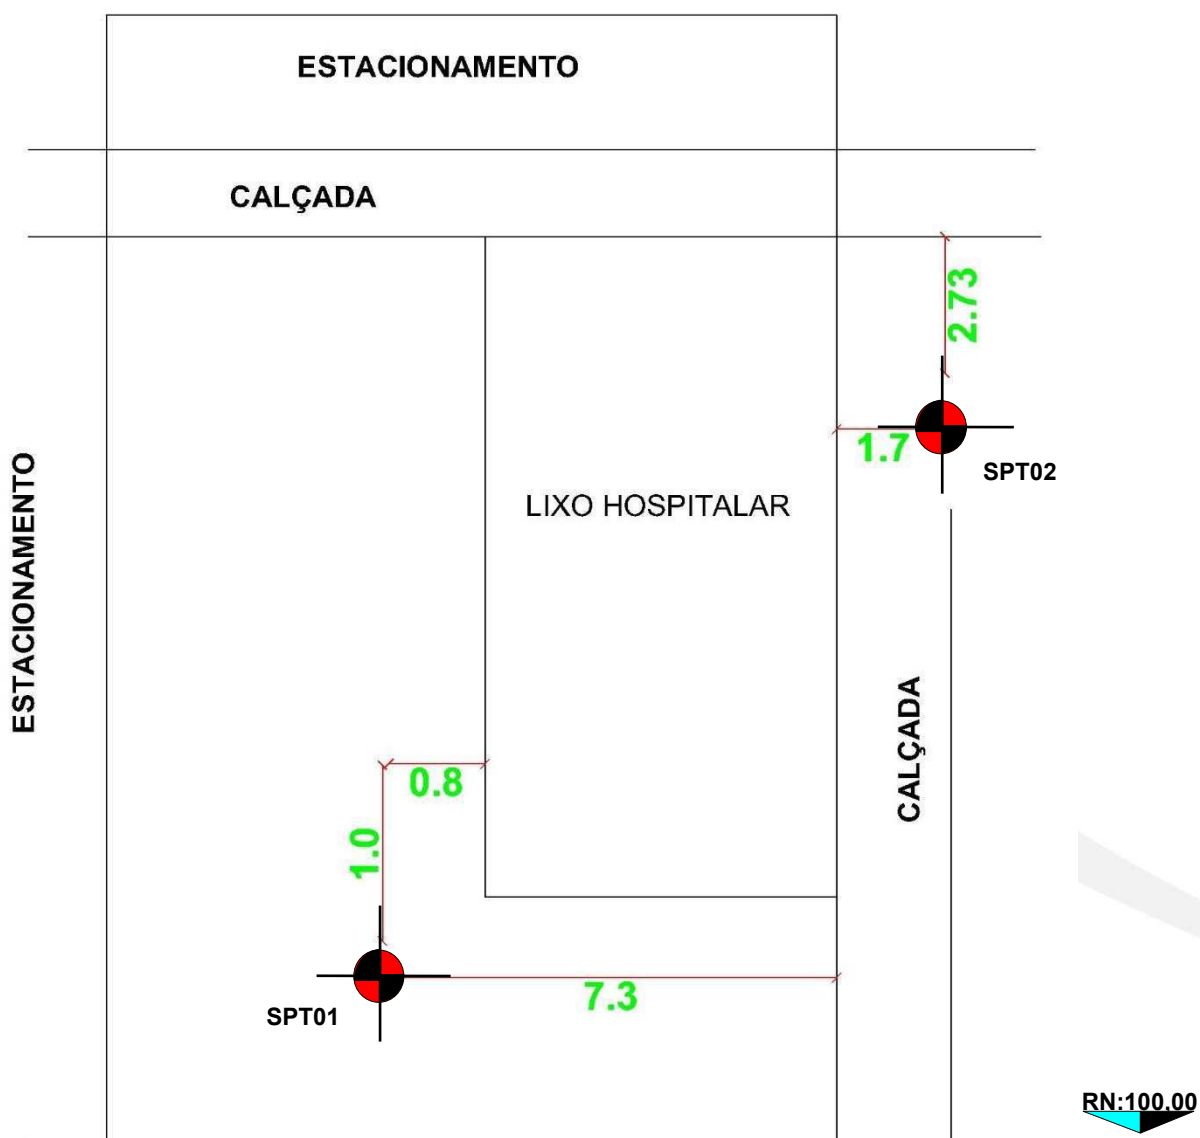 ESTACIONAMENTO
CALÇADA
2.73
1.7
SPT02
LIXO HOSPITALAR
ESTACIONAMENTO
CALÇADA
0.8
1.0
7.3
SPT01
RN:100,00